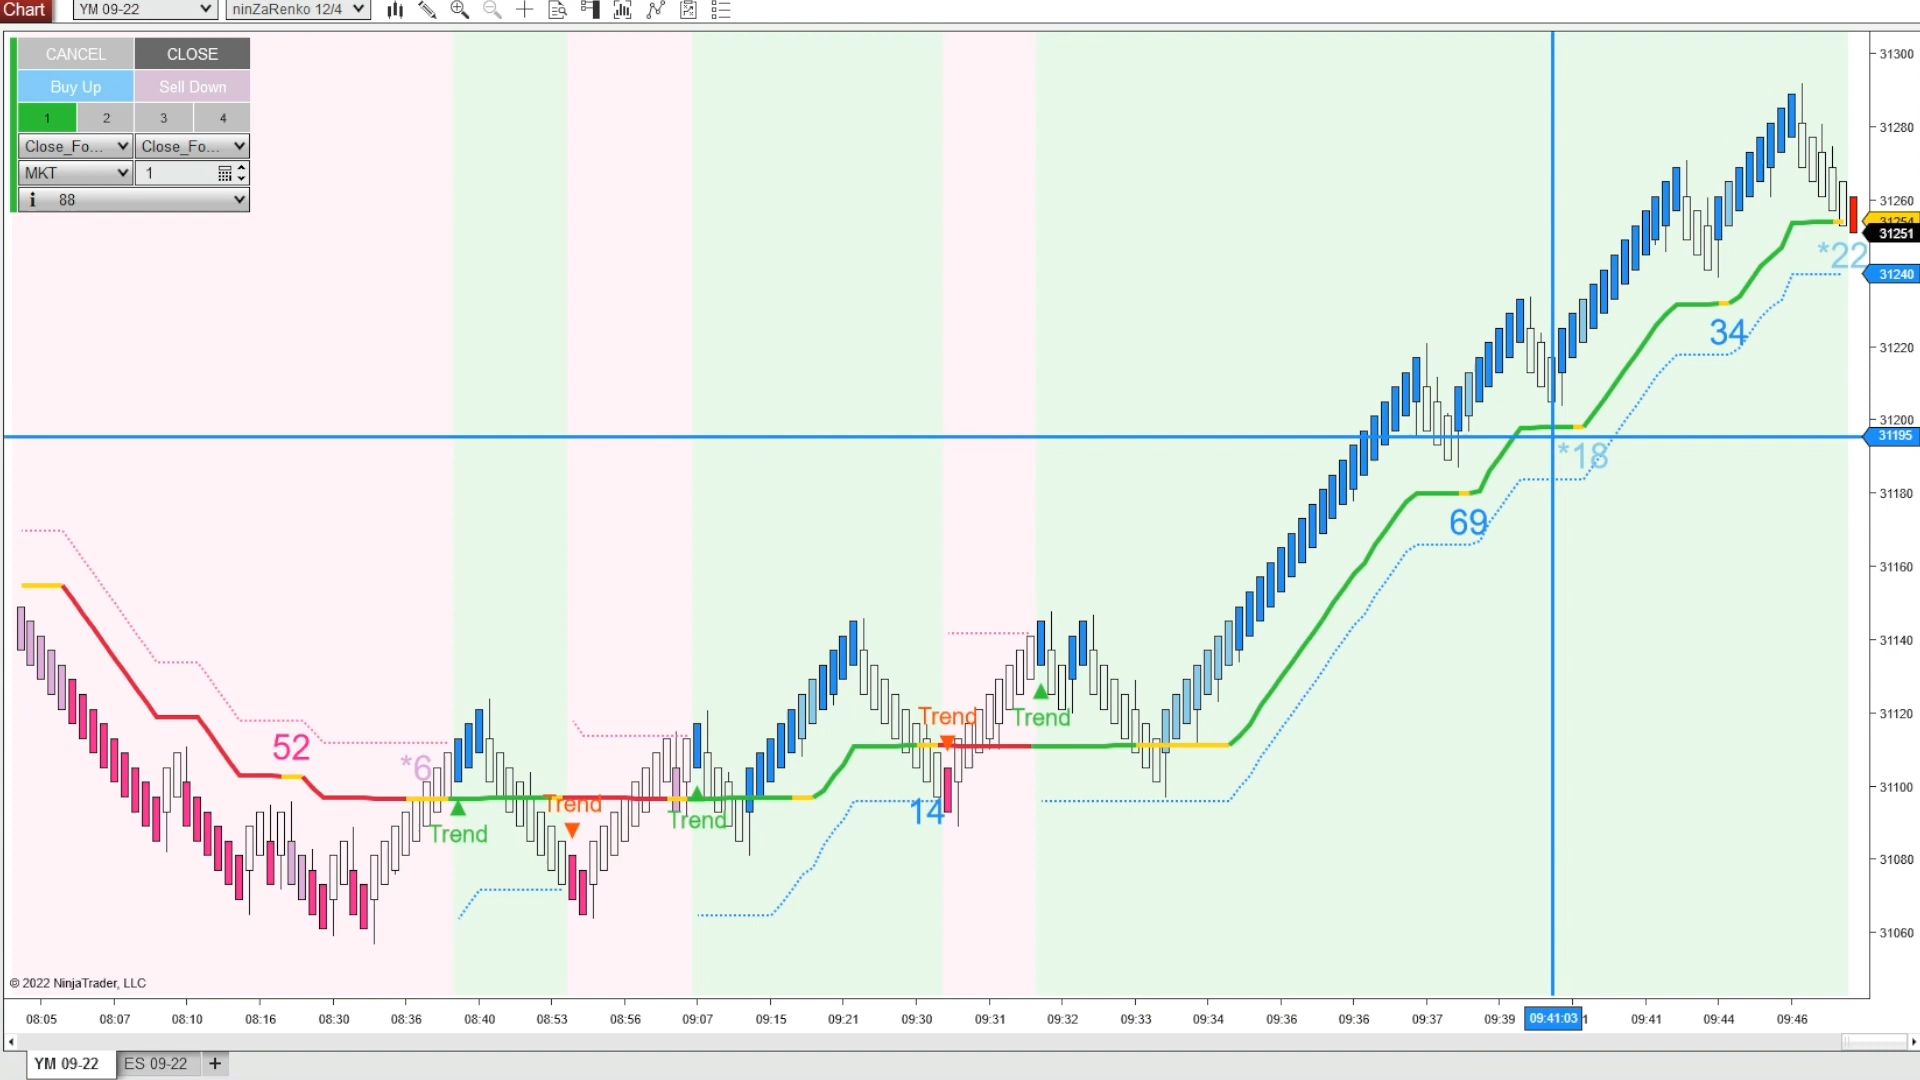 Chart YM 09-22 ninZaRenko 12/4
CANCEL CLOSE
Buy Up Sell Down
1 2 3 4
Close_Fo... Close_Fo...
MKT 1
i 88
31300
31280
31260
31254
31251
31240
31220
31200
31195
31180
31160
31140
31120
31100
31080
31060
*22
34
*18
69
52
*6
14
Trend
Trend
Trend
Trend
Trend
© 2022 NinjaTrader, LLC
08:05 08:07 08:10 08:16 08:30 08:36 08:40 08:53 08:56 09:07 09:15 09:21 09:30 09:31 09:32 09:33 09:34 09:36 09:36 09:37 09:39 09:41:03 1 09:41 09:44 09:46
YM 09-22 ES 09-22 +